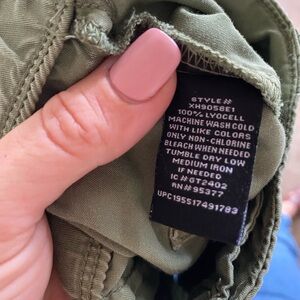 STYLE#
XH9058E1
100% LYOCELL
MACHINE WASH COLD
WITH LIKE COLORS
ONLY NON-CHLORINE
BLEACH WHEN NEEDED
TUMBLE DRY LOW
MEDIUM IRON
IF NEEDED
IC #GT2402
RN#95377
UPC195517491783